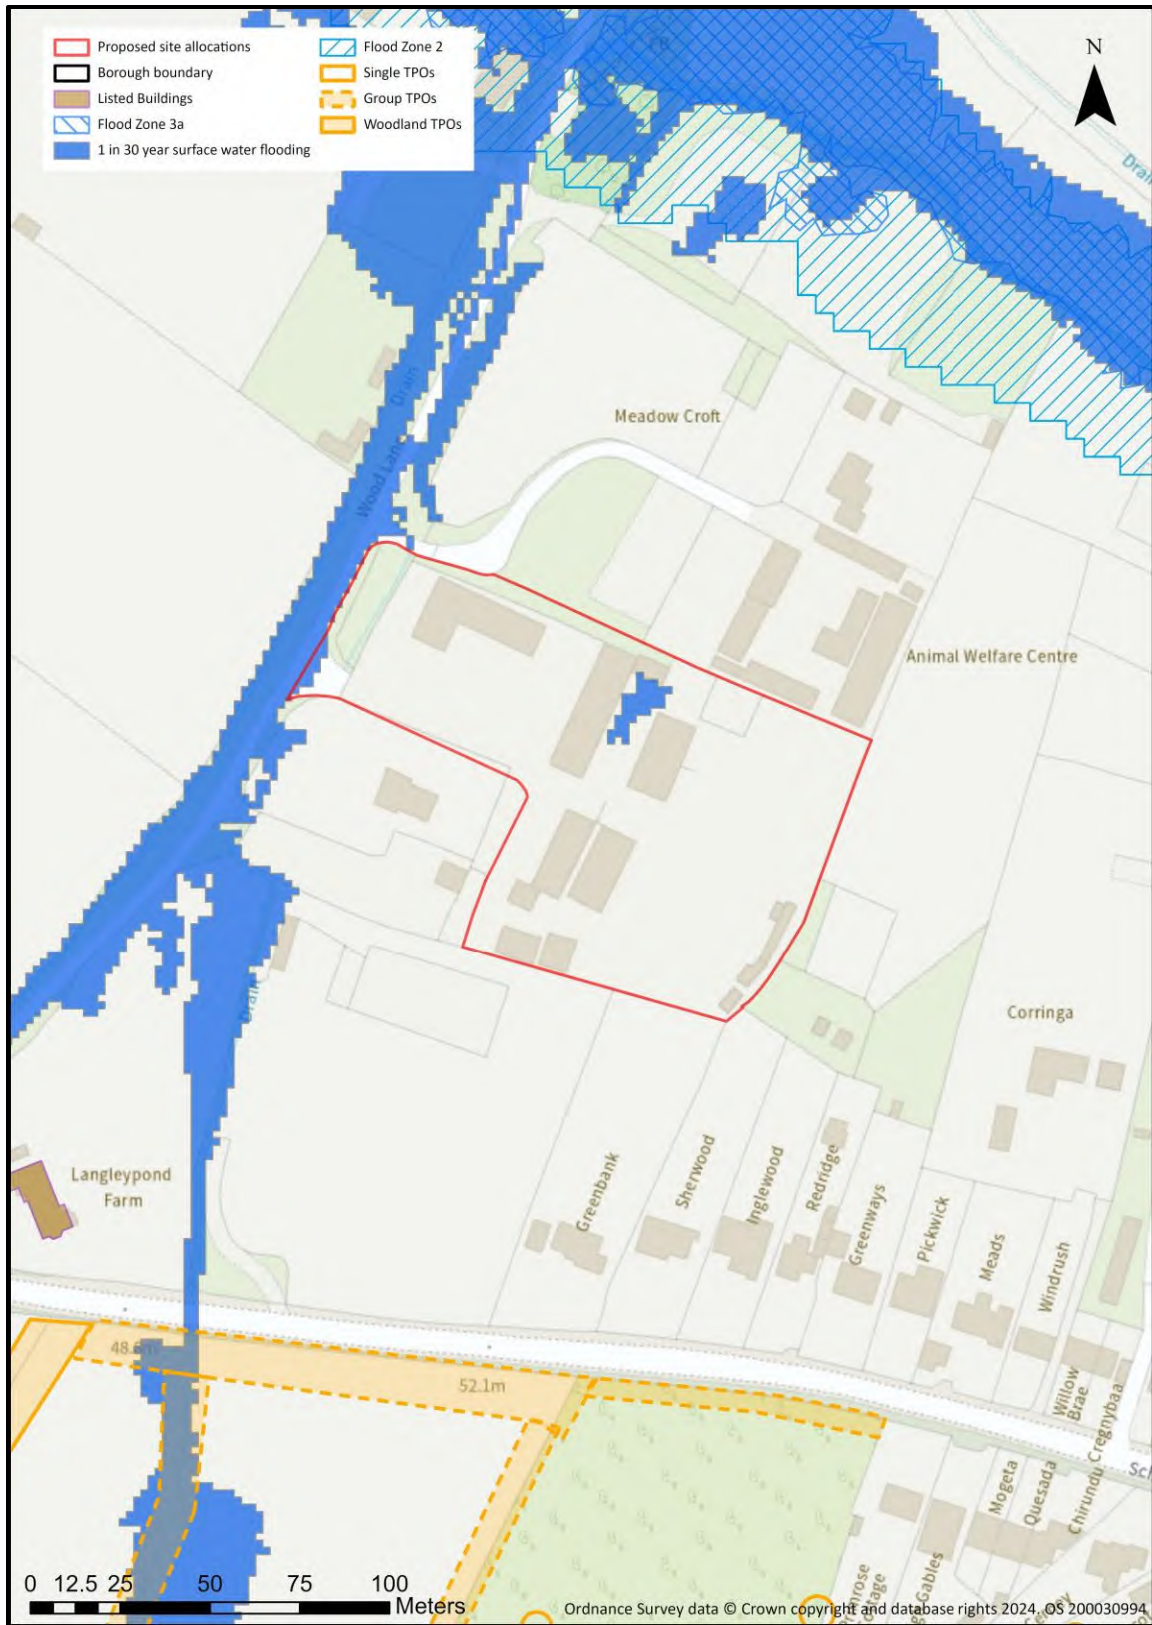 Proposed site allocations
Borough boundary
Listed Buildings
Flood Zone 3a
1 in 30 year surface water flooding
Flood Zone 2
Single TPOs
Group TPOs
Woodland TPOs
N
Drain
Meadow Croft
Drain
Wood Lane
Animal Welfare Centre
Drain
Corringa
Langleypond
Farm
Greenbank
Sherwood
Inglewood
Redridge
Greenways
Pickwick
Meads
Windrush
Willow
Brae
Cregnybaa
Chirundu
Quesada
Mogeta
52.1m
Gables
0 12.5 25 50 75 100
Meters
Ordnance Survey data © Crown copyright and database rights 2024, OS 200030994